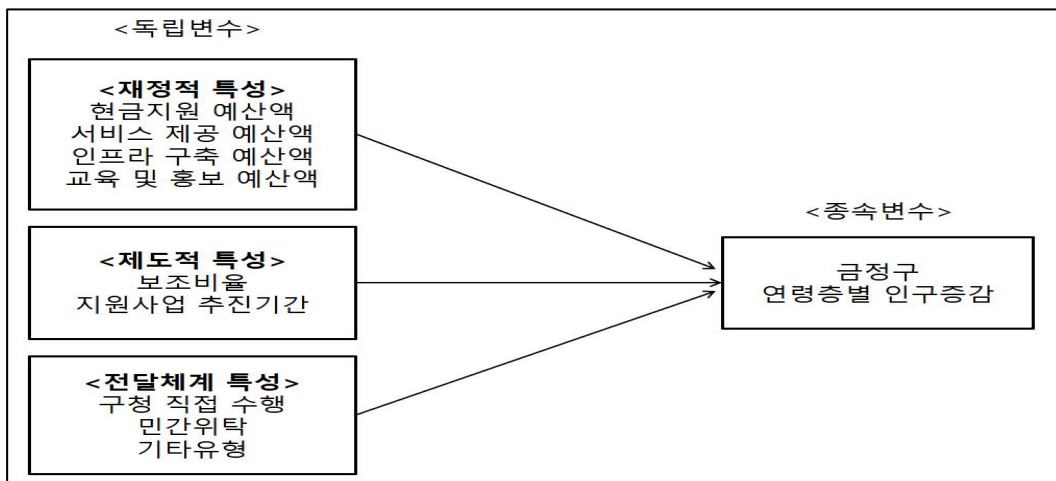 <독립변수>
<재정적 특성>
현금지원 예산액
서비스 제공 예산액
인프라 구축 예산액
교육 및 홍보 예산액
<제도적 특성>
보조비율
지원사업 추진기간
<전달체계 특성>
구청 직접 수행
민간위탁
기타유형
<종속변수>
금정구
연령층별 인구증감